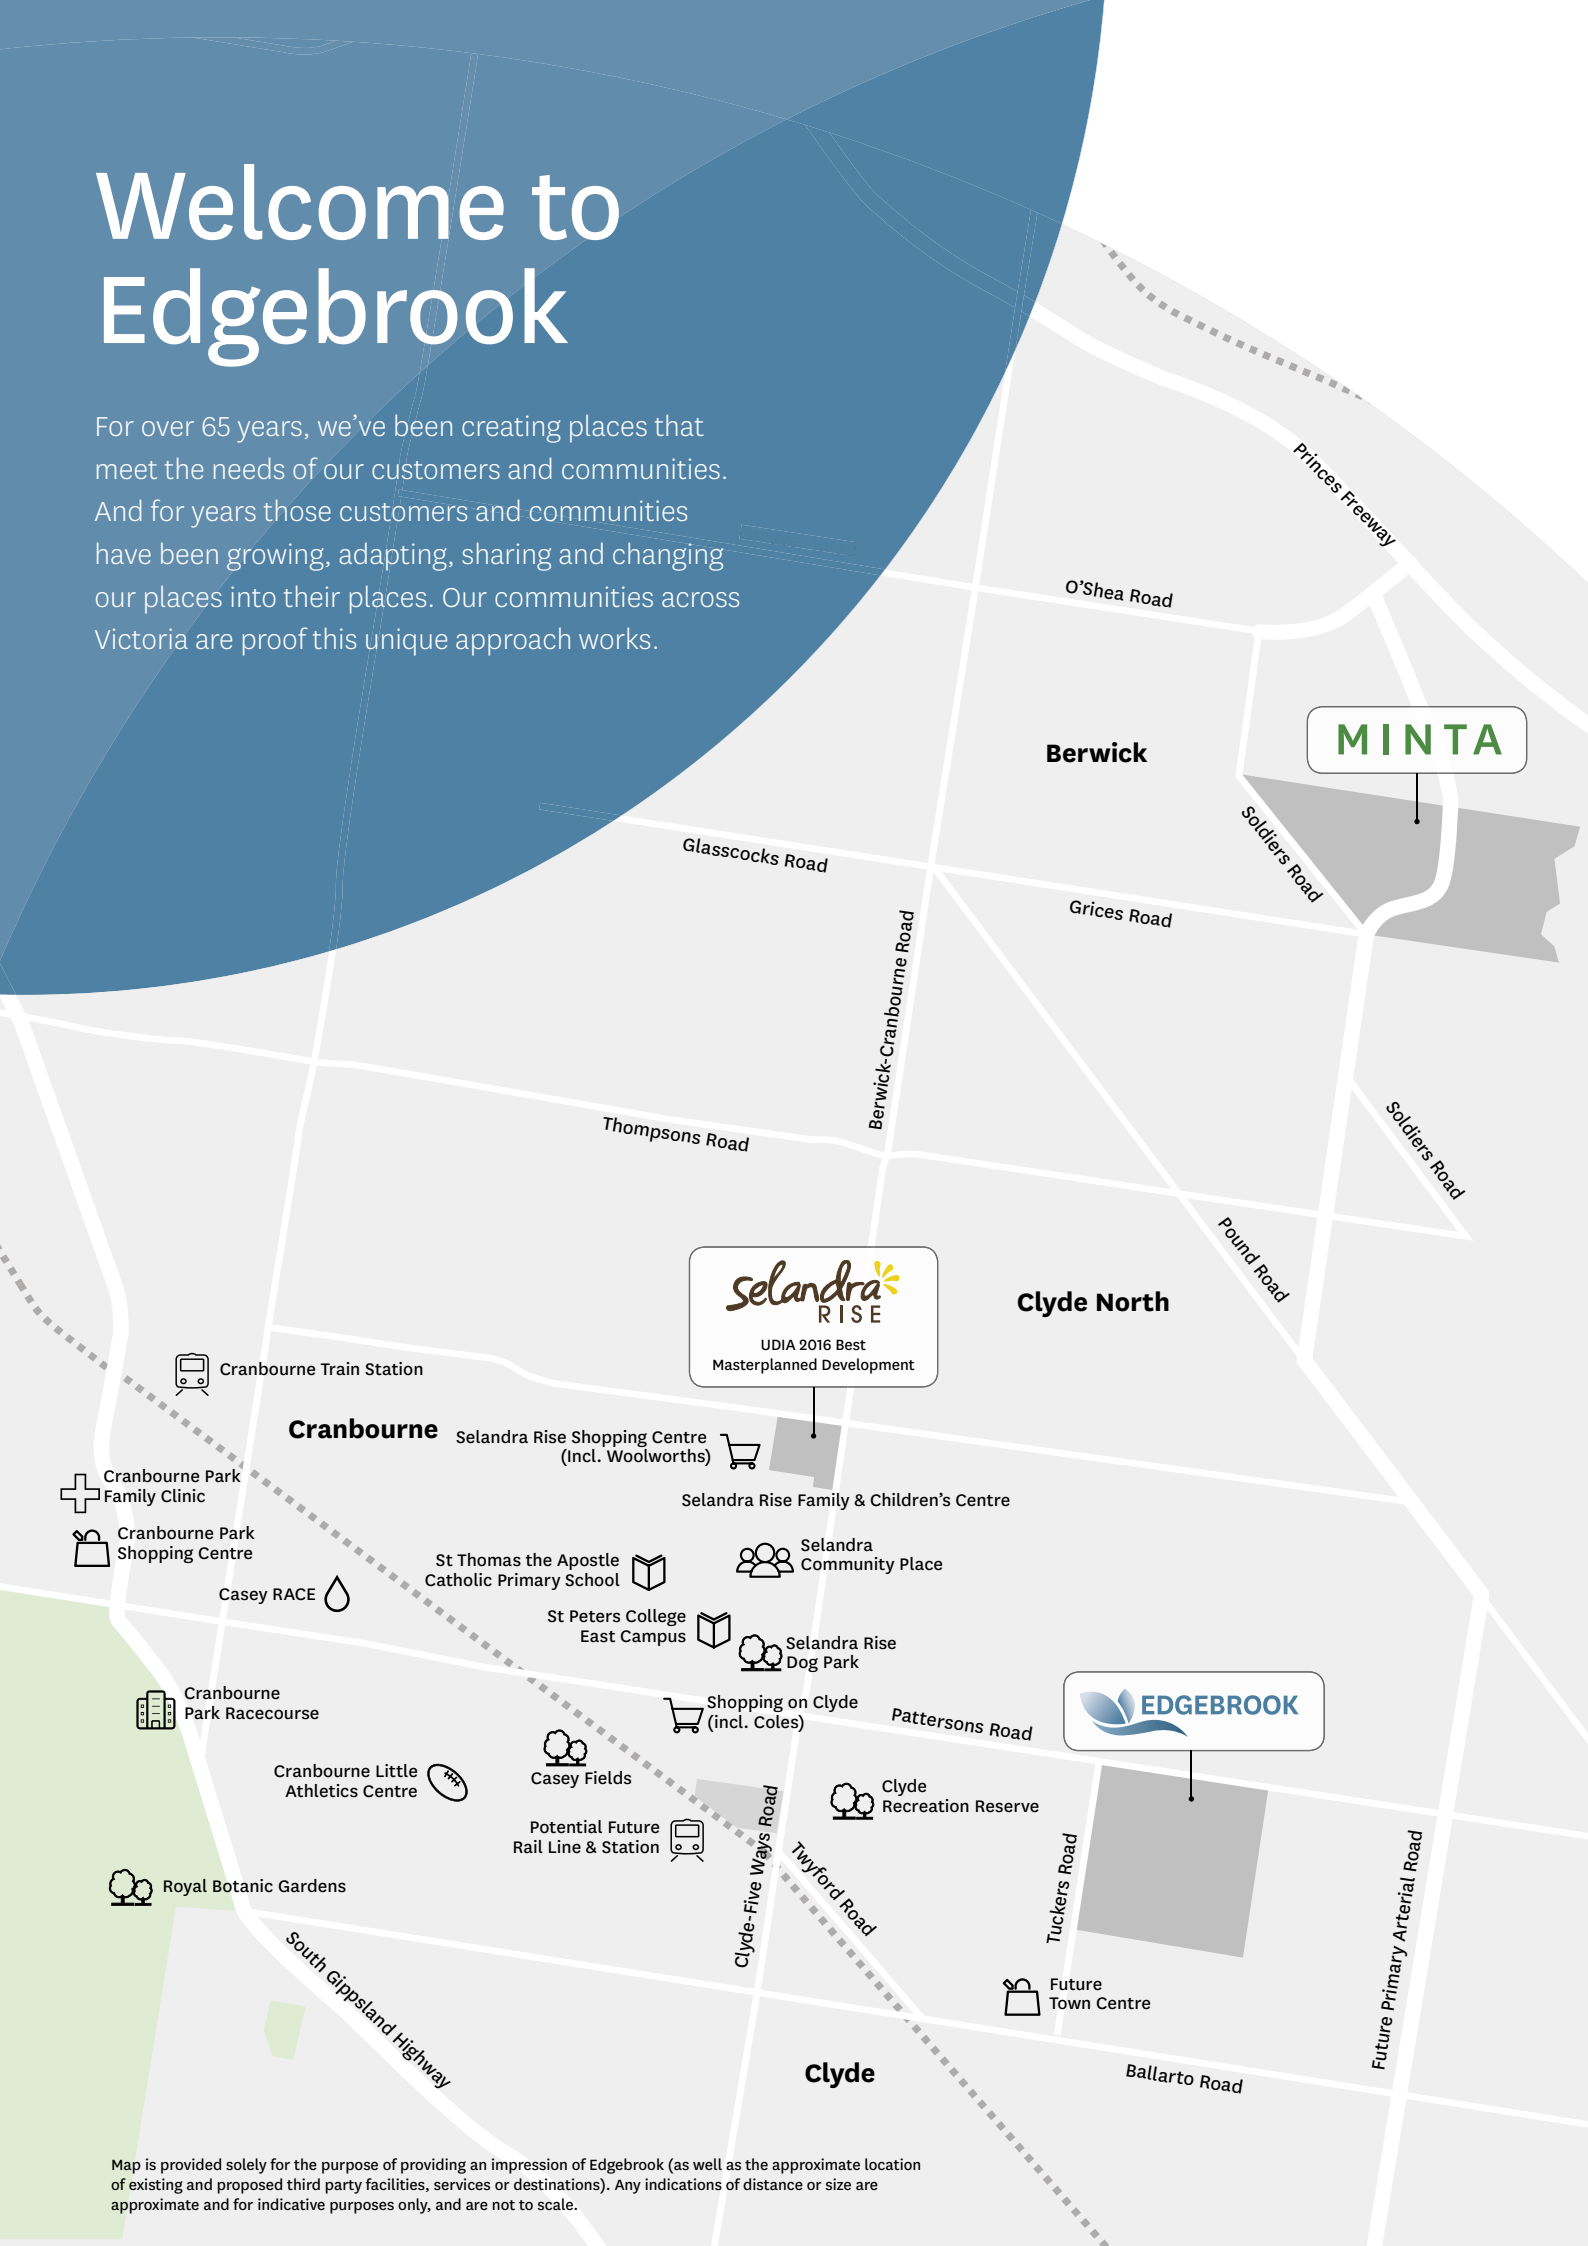 Welcome to
Edgebrook
For over 65 years, we’ve been creating places that
meet the needs of our customers and communities.
And for years those customers and communities
have been growing, adapting, sharing and changing
our places into their places. Our communities across
Victoria are proof this unique approach works.
Princes Freeway
O’Shea Road
Berwick
MINTA
Soldiers Road
Glasscocks Road
Grices Road
Berwick-Cranbourne Road
Thompsons Road
Soldiers Road
Pound Road
selandra
RISE
UDIA 2016 Best
Masterplanned Development
Clyde North
Cranbourne Train Station
Cranbourne
Selandra Rise Shopping Centre
(Incl. Woolworths)
Cranbourne Park
Family Clinic
Selandra Rise Family & Children’s Centre
Cranbourne Park
Shopping Centre
St Thomas the Apostle
Catholic Primary School
Selandra
Community Place
Casey RACE
St Peters College
East Campus
Selandra Rise
Dog Park
Cranbourne
Park Racecourse
Shopping on Clyde
(incl. Coles)
Pattersons Road
EDGEBROOK
Cranbourne Little
Athletics Centre
Casey Fields
Clyde
Recreation Reserve
Potential Future
Rail Line & Station
Clyde-Five Ways Road
Twyford Road
Tuckers Road
Future Primary Arterial Road
Royal Botanic Gardens
South Gippsland Highway
Future
Town Centre
Clyde
Ballarto Road
Map is provided solely for the purpose of providing an impression of Edgebrook (as well as the approximate location
of existing and proposed third party facilities, services or destinations). Any indications of distance or size are
approximate and for indicative purposes only, and are not to scale.